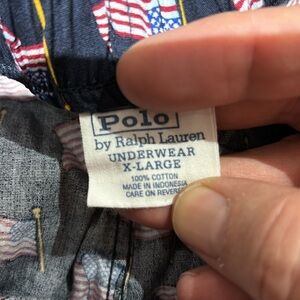 Polo
by Ralph Lauren
UNDERWEAR
X-LARGE
100% COTTON
MADE IN INDONESIA
CARE ON REVERSE